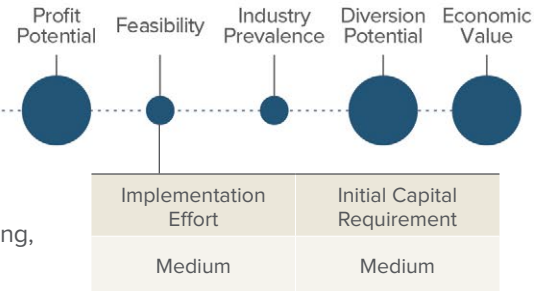 Profit Potential
Feasibility
Industry Prevalence
Diversion Potential
Economic Value
Implementation Effort
Initial Capital Requirement
ng,
Medium
Medium